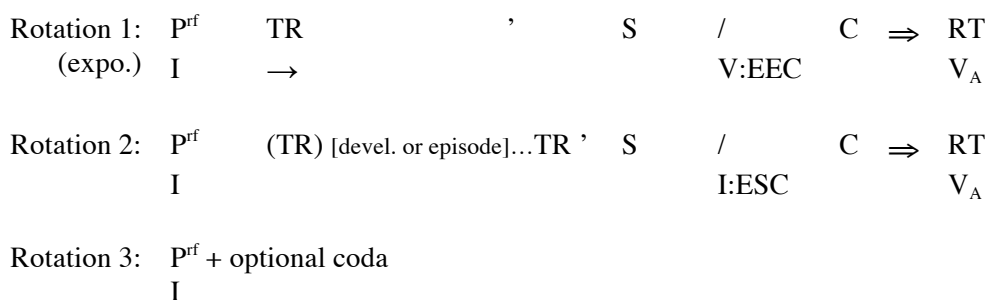 Rotation 1: P^rf TR ’ S / C ⇒ RT
(expo.) I → V:EEC V_A
Rotation 2: P^rf (TR) [devel. or episode]…TR ’ S / C ⇒ RT
I I:ESC V_A
Rotation 3: P^rf + optional coda
I